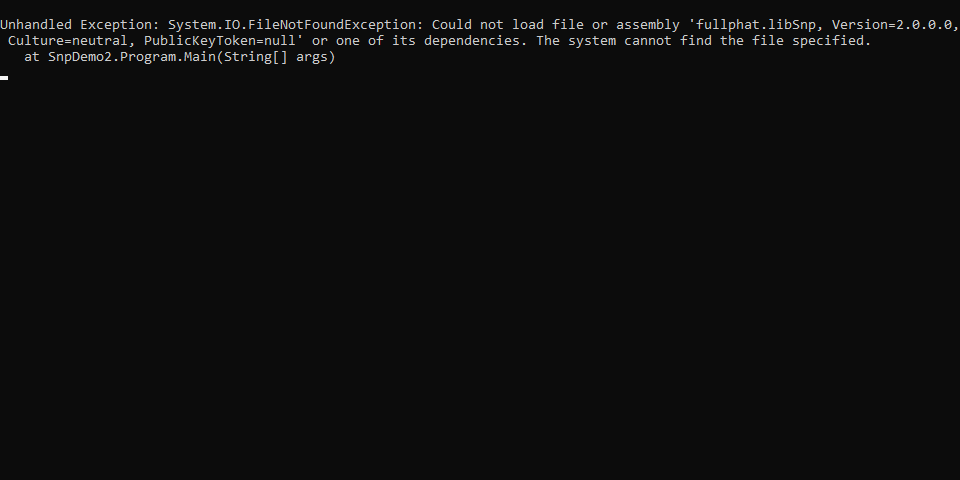 Unhandled Exception: System.IO.FileNotFoundException: Could not load file or assembly 'fullphat.libSnp, Version=2.0.0.0,
Culture=neutral, PublicKeyToken=null' or one of its dependencies. The system cannot find the file specified.
at SnpDemo2.Program.Main(String[] args)